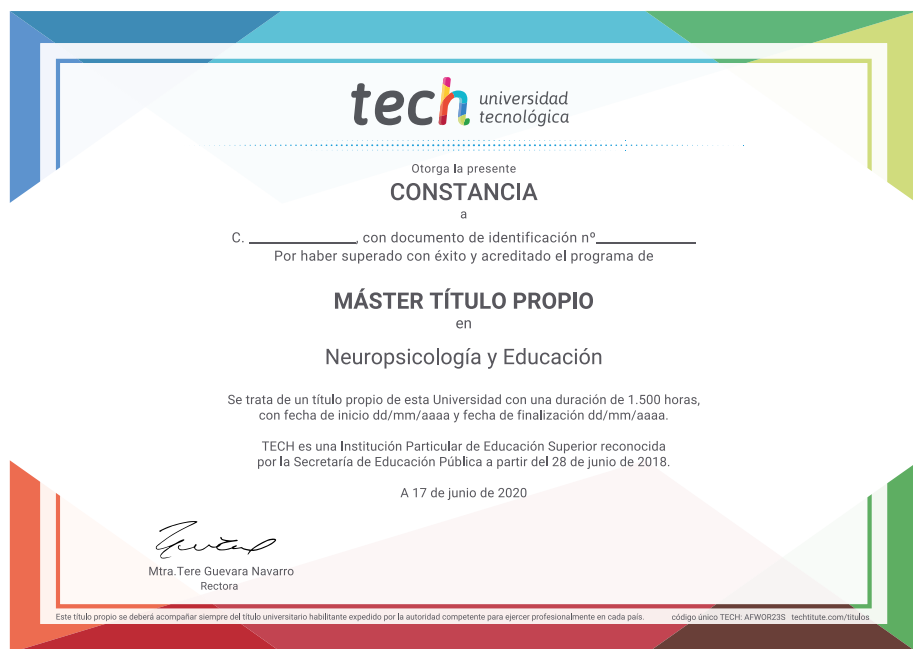 tech universidad
tecnológica
Otorga la presente
CONSTANCIA
a
C. ____________, con documento de identificación nº____________
Por haber superado con éxito y acreditado el programa de
MÁSTER TÍTULO PROPIO
en
Neuropsicología y Educación
Se trata de un título propio de esta Universidad con una duración de 1.500 horas,
con fecha de inicio dd/mm/aaaa y fecha de finalización dd/mm/aaaa.
TECH es una Institución Particular de Educación Superior reconocida
por la Secretaría de Educación Pública a partir del 28 de junio de 2018.
A 17 de junio de 2020
Mtra.Tere Guevara Navarro
Rectora
Este título propio se deberá acompañar siempre del título universitario habilitante expedido por la autoridad competente para ejercer profesionalmente en cada país. código único TECH: AFWOR23S techtitute.com/titulos